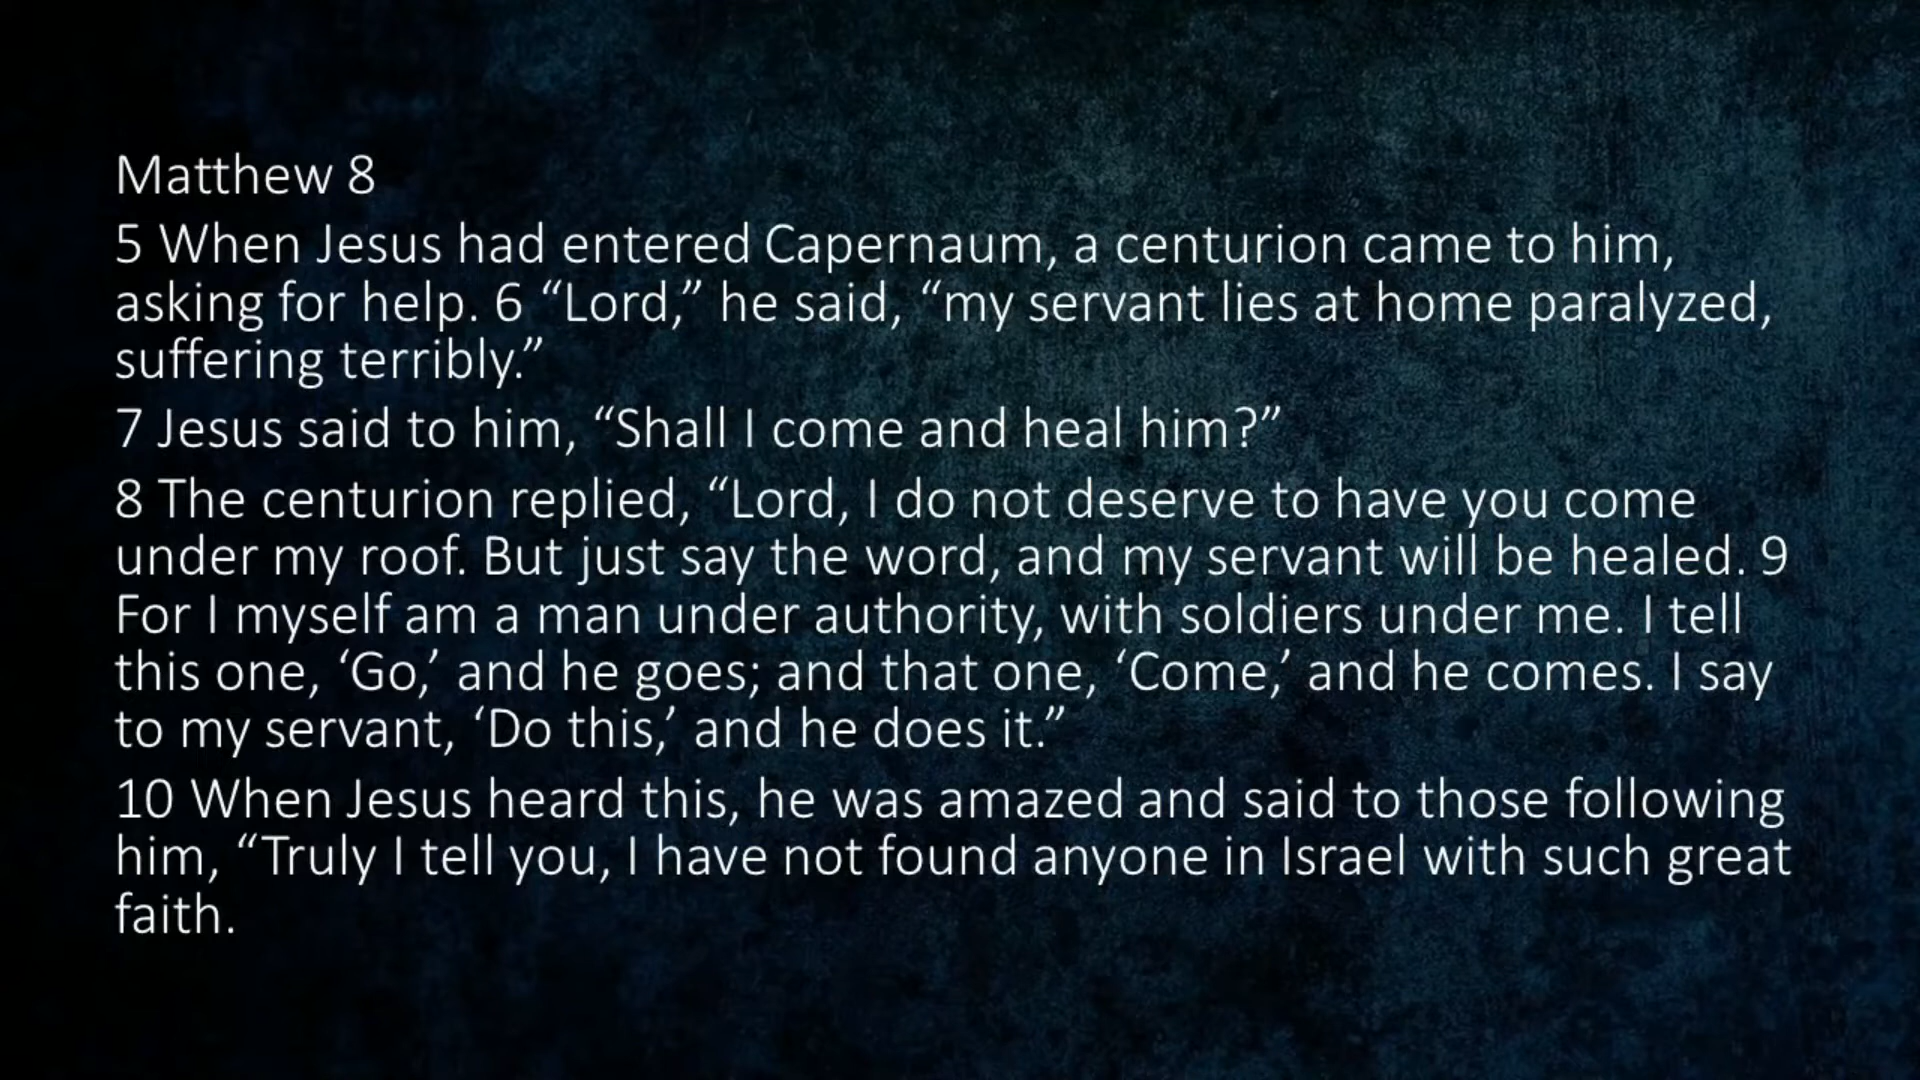 Matthew 8
5 When Jesus had entered Capernaum, a centurion came to him,
asking for help. 6 “Lord,” he said, “my servant lies at home paralyzed,
suffering terribly.”
7 Jesus said to him, “Shall I come and heal him?”
8 The centurion replied, “Lord, I do not deserve to have you come
under my roof. But just say the word, and my servant will be healed. 9
For I myself am a man under authority, with soldiers under me. I tell
this one, ‘Go,’ and he goes; and that one, ‘Come,’ and he comes. I say
to my servant, ‘Do this,’ and he does it.”
10 When Jesus heard this, he was amazed and said to those following
him, “Truly I tell you, I have not found anyone in Israel with such great
faith.